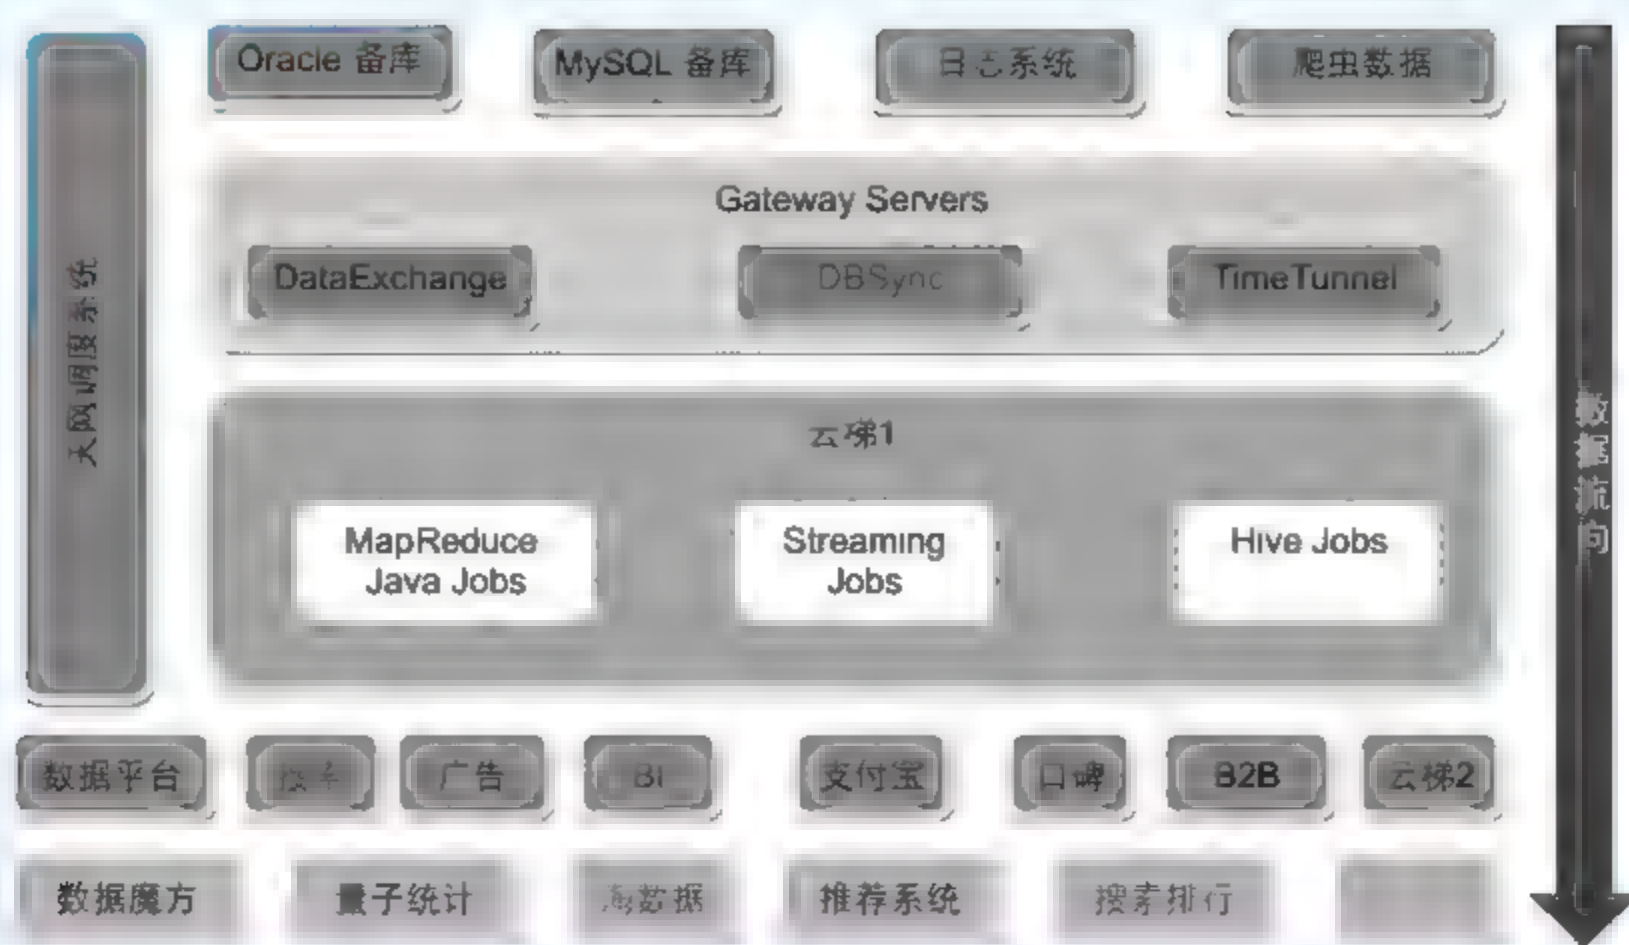 Oracle 备库
MySQL 备库
日志系统
爬虫数据
天网调度系统
Gateway Servers
DataExchange
DBSync
TimeTunnel
数据流向
云梯1
MapReduce
Java Jobs
Streaming
Jobs
Hive Jobs
数据平台
搜索
广告
BI
支付宝
口碑
B2B
云梯2
数据魔方
量子统计
淘数据
推荐系统
搜索排行